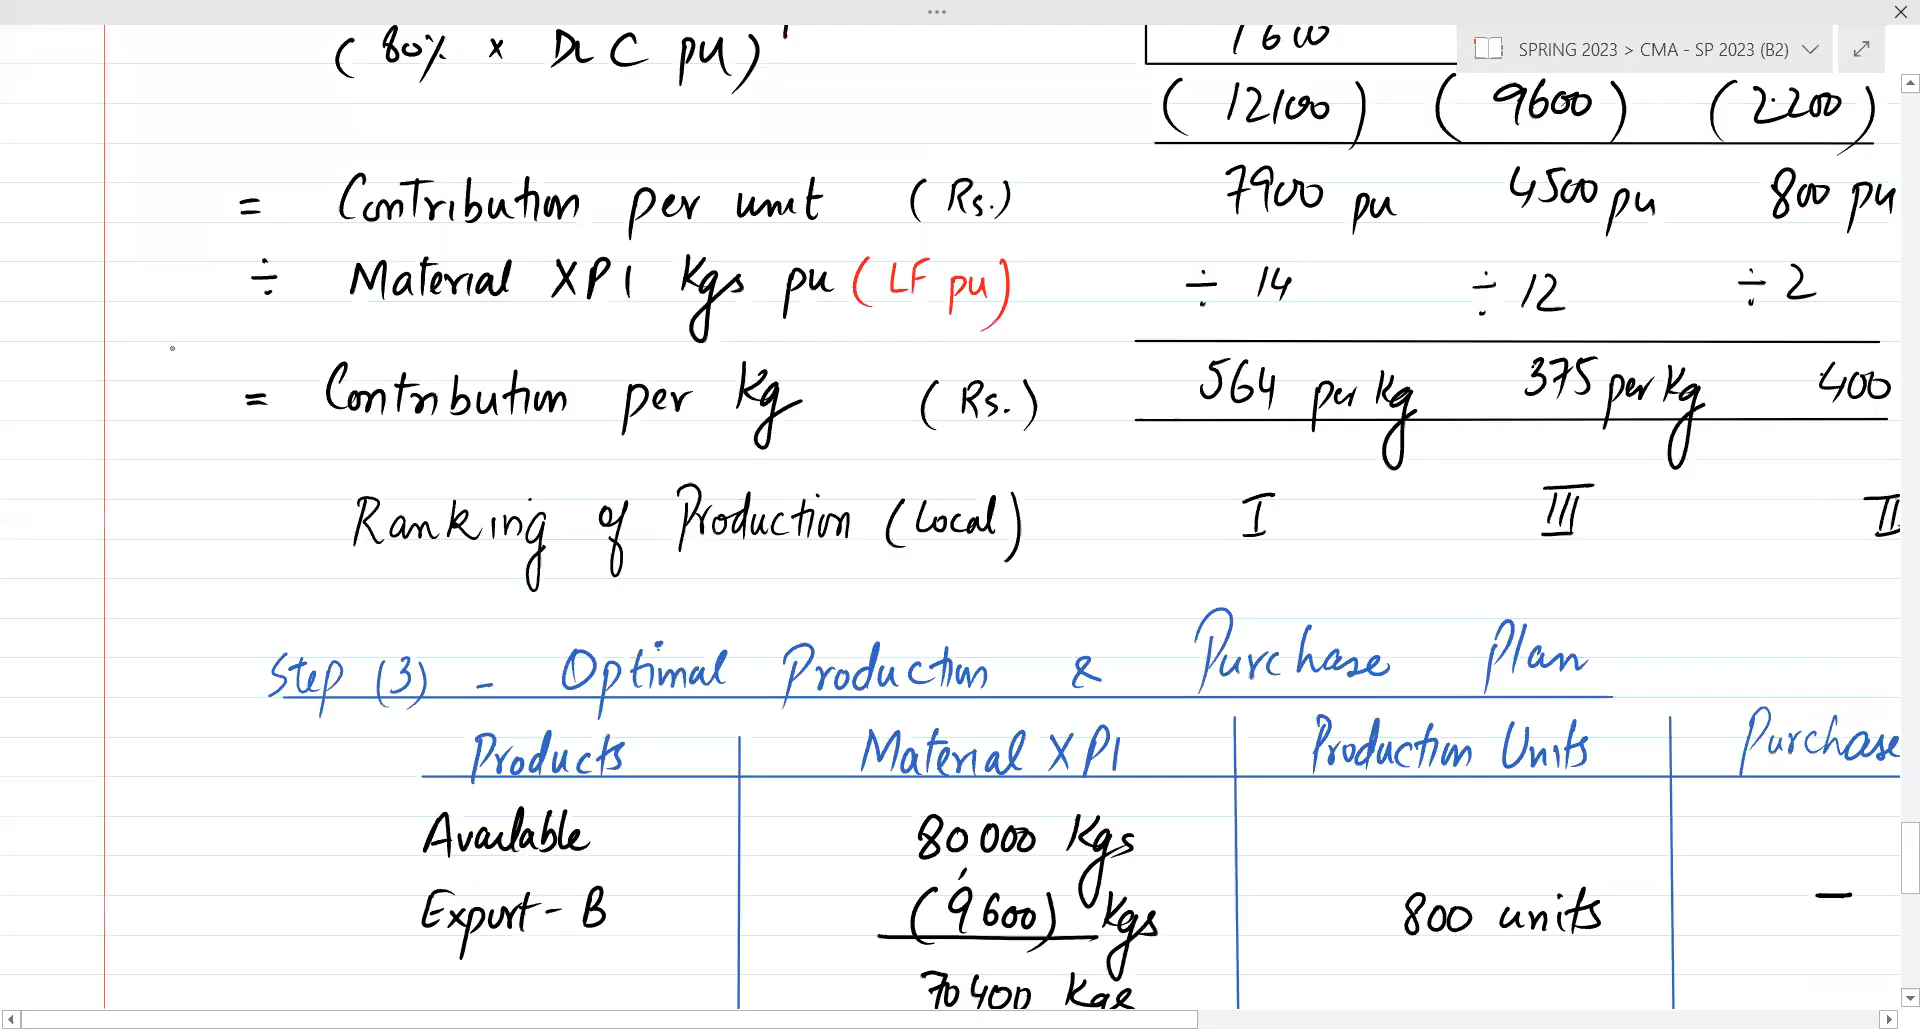 SPRING 2023 > CMA - SP 2023 (B2)
(80% × DLC pu) 1600
(12100) (9600) (2200)
= Contribution per unit (Rs.) 7900 pu 4500 pu 800 pu
÷ Material XP1 Kgs pu (LF pu) ÷ 14 ÷ 12 ÷ 2
= Contribution per Kg (Rs.) 564 per Kg 375 per Kg 400
Ranking of Production (Local) I III II
Step (3) - Optimal Production & Purchase Plan
Products Material XP1 Production Units Purchase
Available 80000 Kgs
Export - B (9600) Kgs 800 units —
70400 Kgs